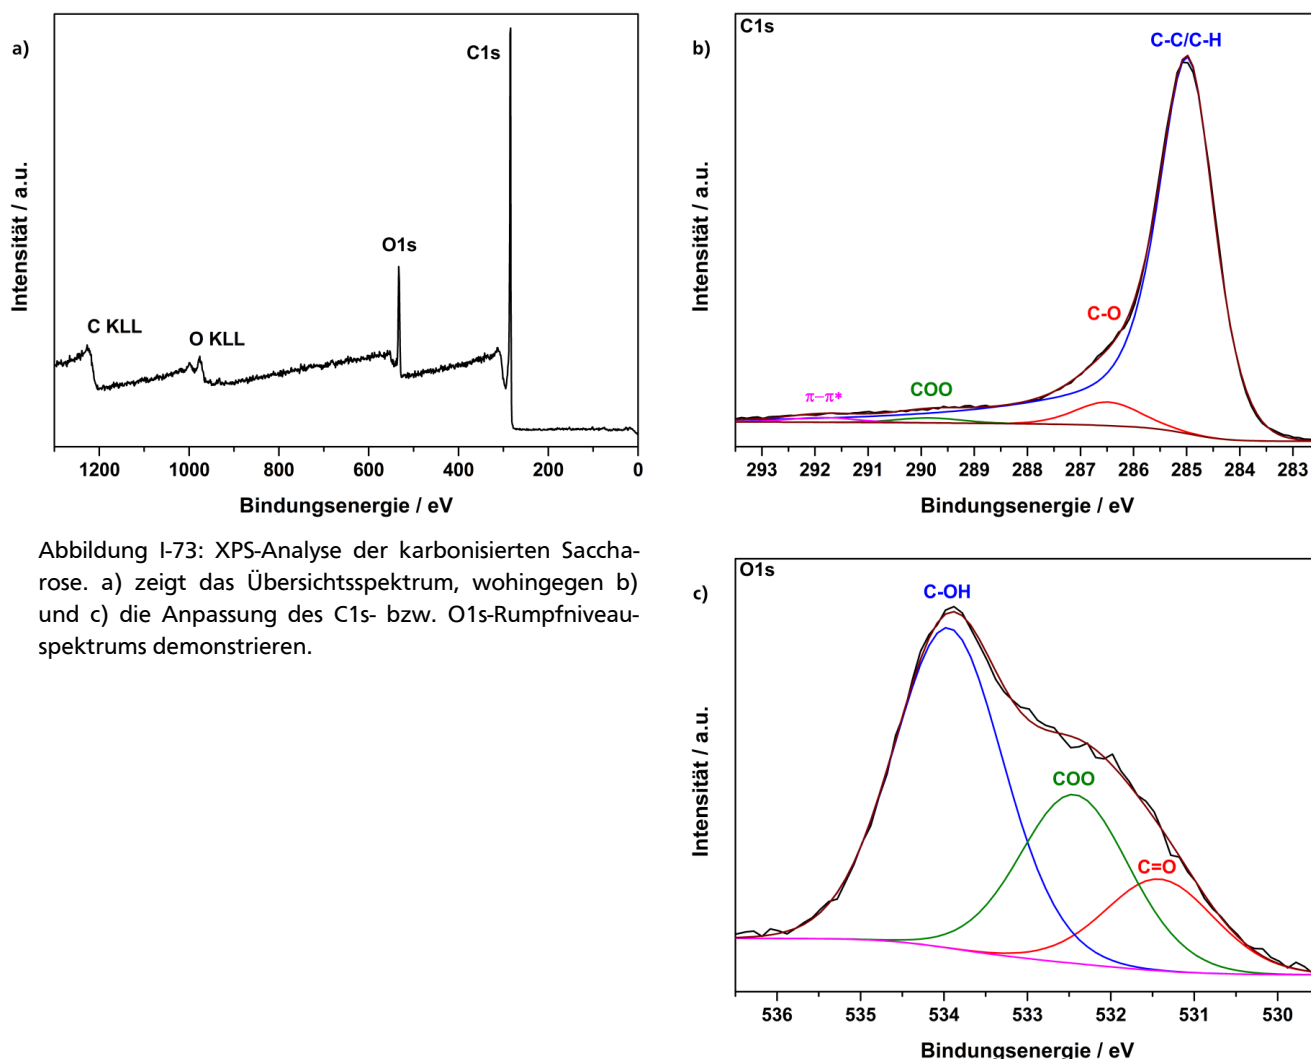 a)
C1s
O1s
C KLL
O KLL
Intensität / a.u.
1200 1000 800 600 400 200 0
Bindungsenergie / eV
Abbildung I-73: XPS-Analyse der karbonisierten Saccha-
rose. a) zeigt das Übersichtsspektrum, wohingegen b)
und c) die Anpassung des C1s- bzw. O1s-Rumpfniveau-
spektrums demonstrieren.
b)
C1s
C-C/C-H
C-O
COO
π–π*
Intensität / a.u.
293 292 291 290 289 288 287 286 285 284 283
Bindungsenergie / eV
c)
O1s
C-OH
COO
C=O
Intensität / a.u.
536 535 534 533 532 531 530
Bindungsenergie / eV